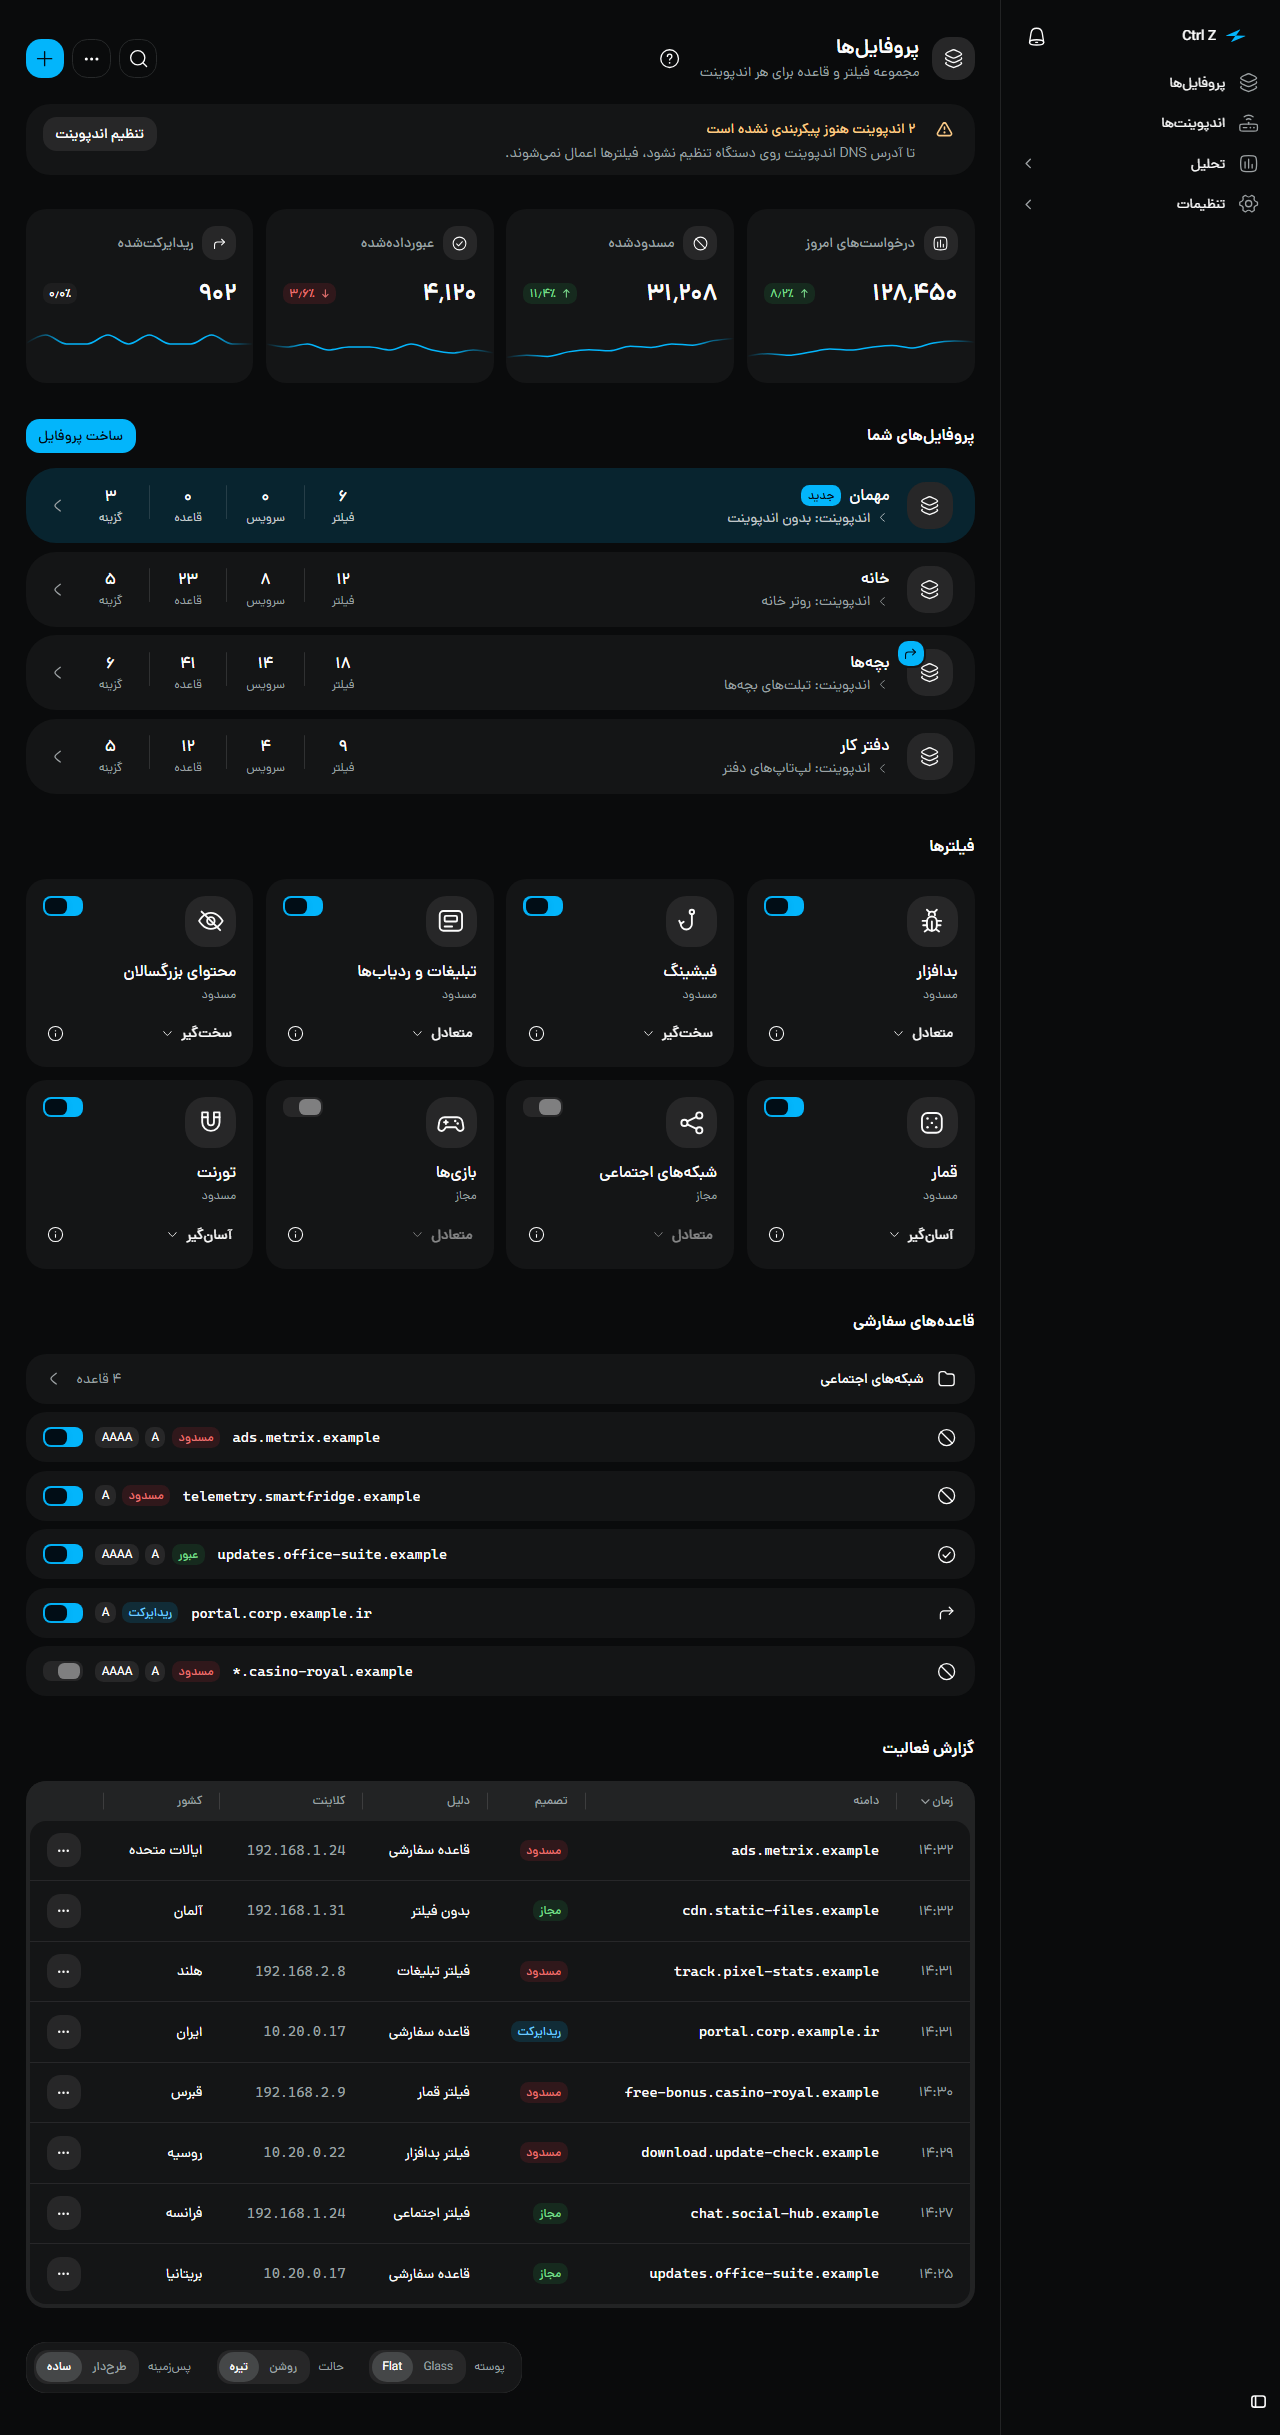 Ctrl Z
پروفایل‌ها
اندپوینت‌ها
تحلیل
تنظیمات
پروفایل‌ها
مجموعه فیلتر و قاعده برای هر اندپوینت
۲ اندپوینت هنوز پیکربندی نشده است
تا آدرس DNS اندپوینت روی دستگاه تنظیم نشود، فیلترها اعمال نمی‌شوند.
تنظیم اندپوینت
درخواست‌های امروز
۱۲۸,۴۵۰
۸٫۲٪
مسدودشده
۳۱,۲۰۸
۱۱٫۴٪
عبورداده‌شده
۴,۱۲۰
۳٫۶٪
ریدایرکت‌شده
۹۰۲
۰٫۰٪
پروفایل‌های شما
ساخت پروفایل
مهمان جدید
اندپوینت: بدون اندپوینت
۶ ۰ ۰ ۳
فیلتر سرویس قاعده گزینه
خانه
اندپوینت: روتر خانه
۱۲ ۸ ۲۳ ۵
فیلتر سرویس قاعده گزینه
بچه‌ها
اندپوینت: تبلت‌های بچه‌ها
۱۸ ۱۴ ۴۱ ۶
فیلتر سرویس قاعده گزینه
دفتر کار
اندپوینت: لپ‌تاپ‌های دفتر
۹ ۴ ۱۲ ۵
فیلتر سرویس قاعده گزینه
فیلترها
بدافزار
مسدود
متعادل
فیشینگ
مسدود
سخت‌گیر
تبلیغات و ردیاب‌ها
مسدود
متعادل
محتوای بزرگسالان
مسدود
سخت‌گیر
قمار
مسدود
آسان‌گیر
شبکه‌های اجتماعی
مجاز
متعادل
بازی‌ها
مجاز
متعادل
تورنت
مسدود
آسان‌گیر
قاعده‌های سفارشی
شبکه‌های اجتماعی ۴ قاعده
ads.metrix.example مسدود A AAAA
telemetry.smartfridge.example مسدود A
updates.office-suite.example عبور A AAAA
portal.corp.example.ir ریدایرکت A
*.casino-royal.example مسدود A AAAA
گزارش فعالیت
زمان دامنه تصمیم دلیل کلاینت کشور
۱۴:۳۲ ads.metrix.example مسدود قاعده سفارشی 192.168.1.24 ایالات متحده
۱۴:۳۲ cdn.static-files.example مجاز بدون فیلتر 192.168.1.31 آلمان
۱۴:۳۱ track.pixel-stats.example مسدود فیلتر تبلیغات 192.168.2.8 هلند
۱۴:۳۱ portal.corp.example.ir ریدایرکت قاعده سفارشی 10.20.0.17 ایران
۱۴:۳۰ free-bonus.casino-royal.example مسدود فیلتر قمار 192.168.2.9 قبرس
۱۴:۲۹ download.update-check.example مسدود فیلتر بدافزار 10.20.0.22 روسیه
۱۴:۲۷ chat.social-hub.example مجاز فیلتر اجتماعی 192.168.1.24 فرانسه
۱۴:۲۵ updates.office-suite.example مجاز قاعده سفارشی 10.20.0.17 بریتانیا
پوسته Glass Flat حالت روشن تیره پس‌زمینه طرح‌دار ساده